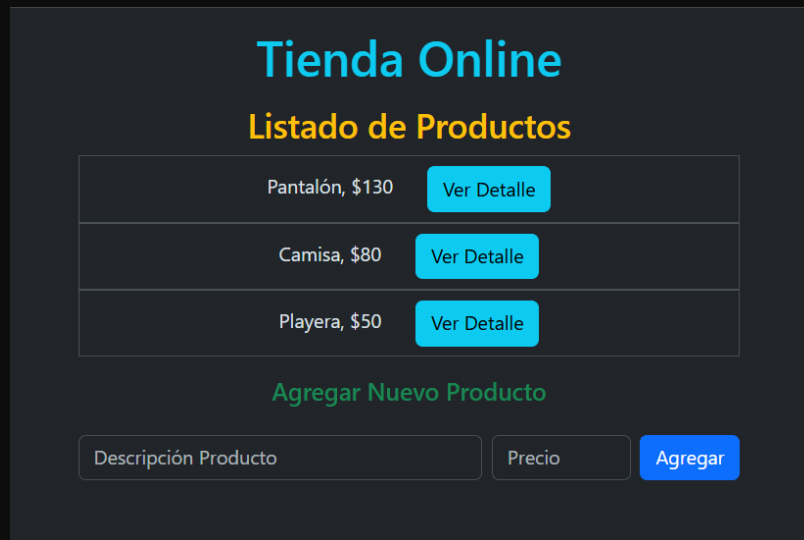 Tienda Online
Listado de Productos
Pantalón, $130 Ver Detalle
Camisa, $80 Ver Detalle
Playera, $50 Ver Detalle
Agregar Nuevo Producto
Descripción Producto Precio Agregar